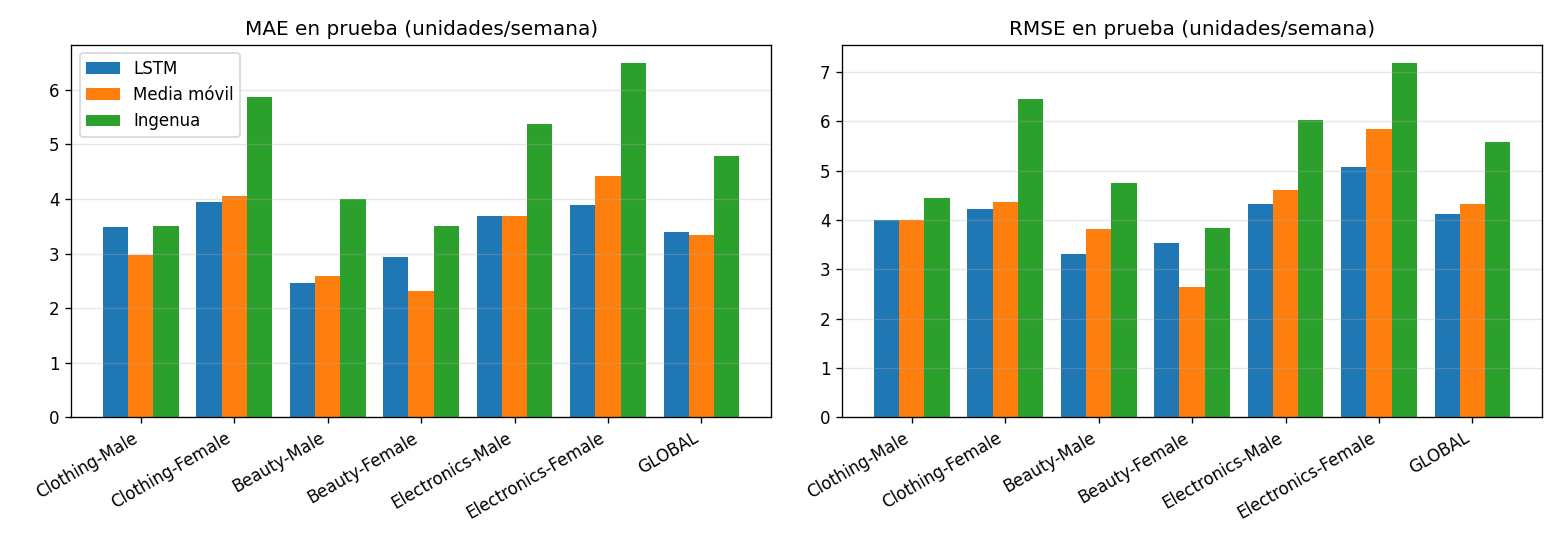 MAE en prueba (unidades/semana)
LSTM
Media móvil
Ingenua
6
5
4
3
2
1
0
Clothing-Male
Clothing-Female
Beauty-Male
Beauty-Female
Electronics-Male
Electronics-Female
GLOBAL
RMSE en prueba (unidades/semana)
7
6
5
4
3
2
1
0
Clothing-Male
Clothing-Female
Beauty-Male
Beauty-Female
Electronics-Male
Electronics-Female
GLOBAL